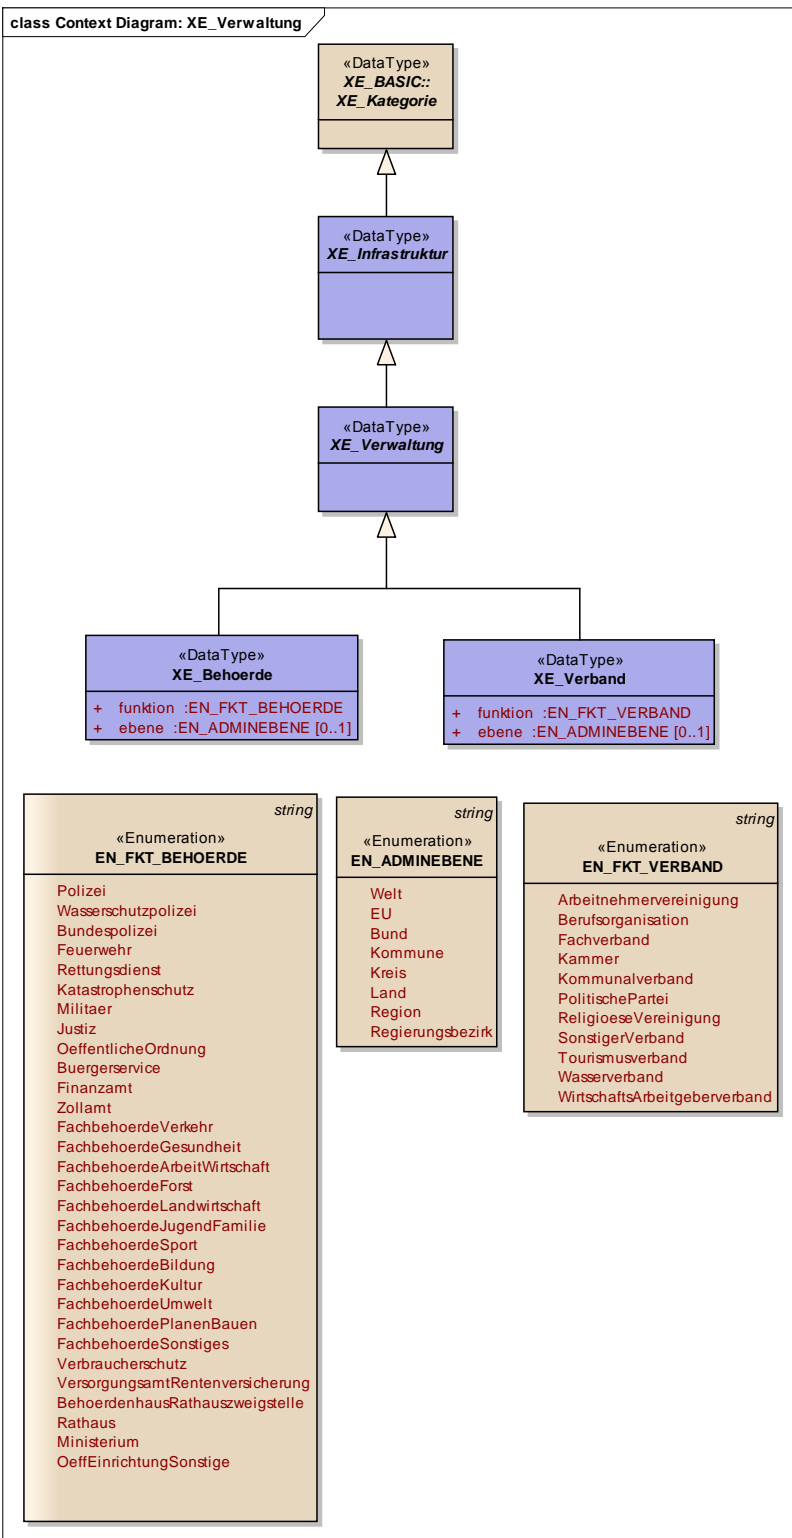 class Context Diagram: XE_Verwaltung
«DataType»
XE_BASIC::
XE_Kategorie
«DataType»
XE_Infrastruktur
«DataType»
XE_Verwaltung
«DataType»
XE_Behoerde
+ funktion :EN_FKT_BEHOERDE
+ ebene :EN_ADMINEBENE [0..1]
«DataType»
XE_Verband
+ funktion :EN_FKT_VERBAND
+ ebene :EN_ADMINEBENE [0..1]
string
«Enumeration»
EN_FKT_BEHOERDE
Polizei
Wasserschutzpolizei
Bundespolizei
Feuerwehr
Rettungsdienst
Katastrophenschutz
Militaer
Justiz
OeffentlicheOrdnung
Buergerservice
Finanzamt
Zollamt
FachbehoerdeVerkehr
FachbehoerdeGesundheit
FachbehoerdeArbeitWirtschaft
FachbehoerdeForst
FachbehoerdeLandwirtschaft
FachbehoerdeJugendFamilie
FachbehoerdeSport
FachbehoerdeBildung
FachbehoerdeKultur
FachbehoerdeUmwelt
FachbehoerdePlanenBauen
FachbehoerdeSonstiges
Verbraucherschutz
VersorgungsamtRentenversicherung
BehoerdenhausRathauszweigstelle
Rathaus
Ministerium
OeffEinrichtungSonstige
string
«Enumeration»
EN_ADMINEBENE
Welt
EU
Bund
Kommune
Kreis
Land
Region
Regierungsbezirk
string
«Enumeration»
EN_FKT_VERBAND
Arbeitnehmervereinigung
Berufsorganisation
Fachverband
Kammer
Kommunalverband
PolitischePartei
ReligioeseVereinigung
SonstigerVerband
Tourismusverband
Wasserverband
WirtschaftsArbeitgeberverband